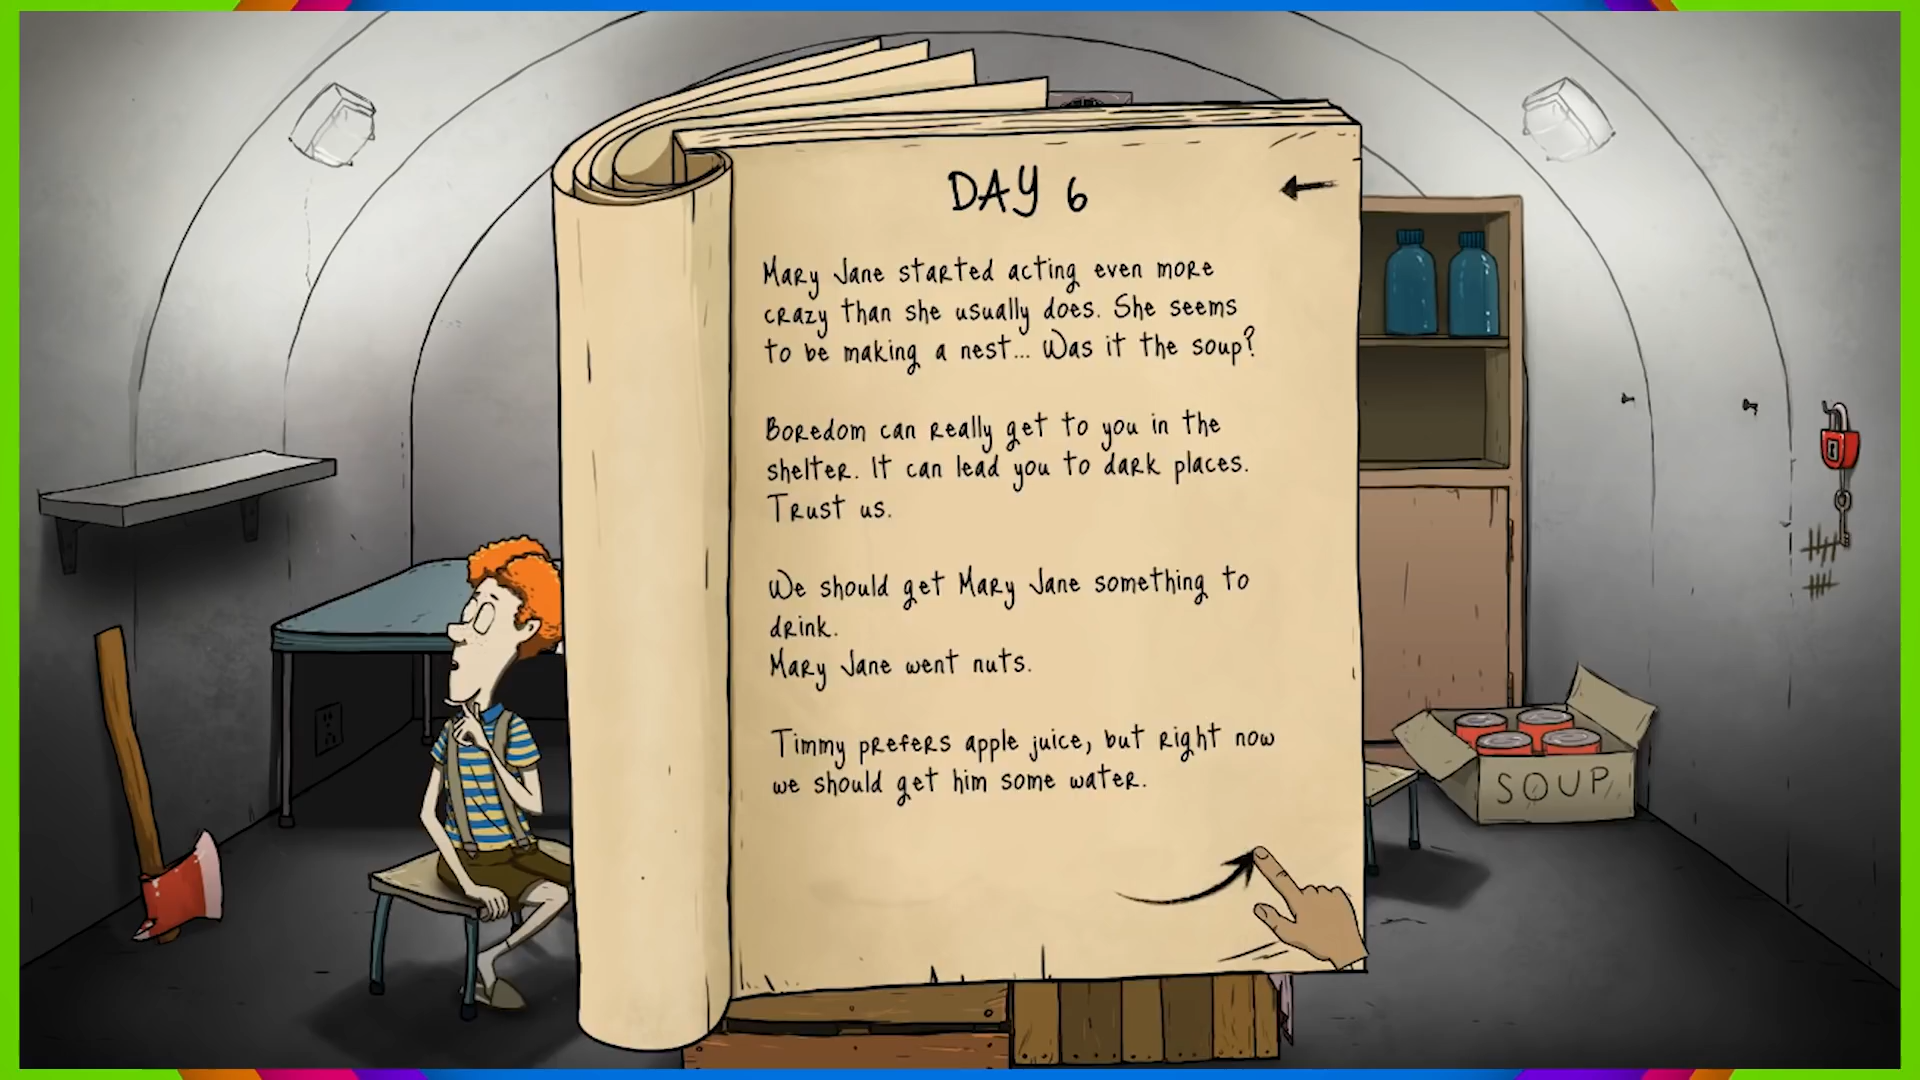 DAY 6
Mary Jane started acting even more
crazy than she usually does. She seems
to be making a nest... Was it the soup?
Boredom can really get to you in the
shelter. It can lead you to dark places.
Trust us.
We should get Mary Jane something to
drink.
Mary Jane went nuts.
Timmy prefers apple juice, but right now
we should get him some water.
SOUP